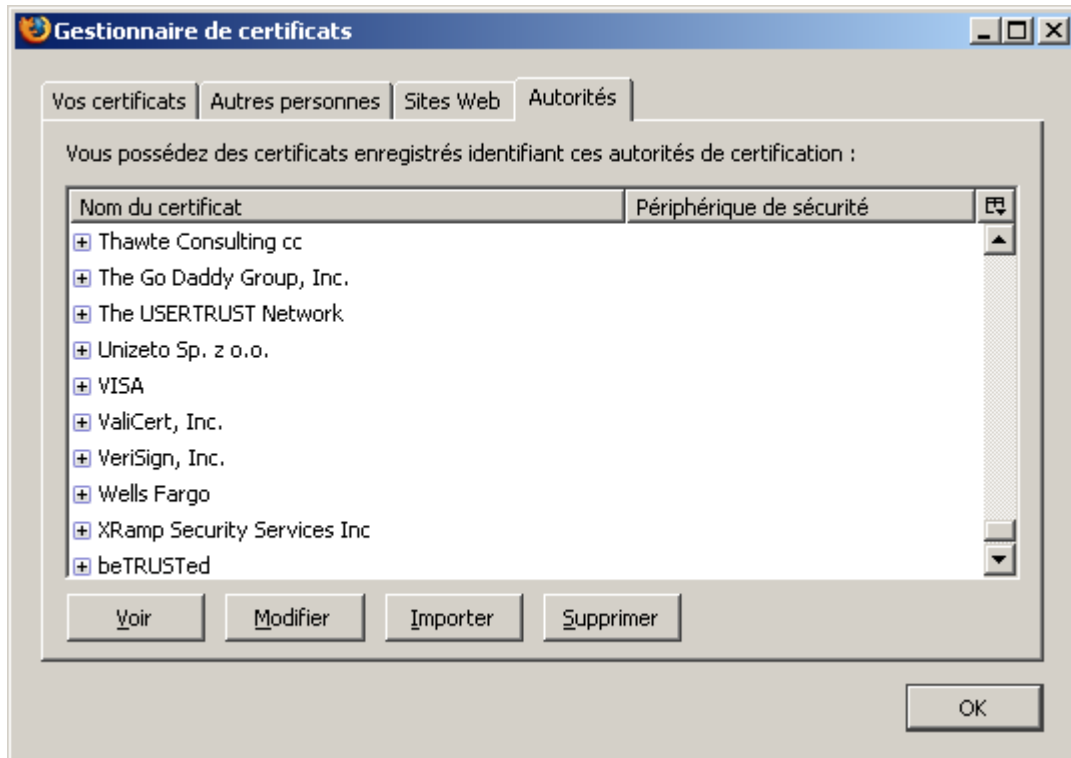 Gestionnaire de certificats
Vos certificats Autres personnes Sites Web Autorités
Vous possédez des certificats enregistrés identifiant ces autorités de certification :
Nom du certificat Périphérique de sécurité
Thawte Consulting cc
The Go Daddy Group, Inc.
The USERTRUST Network
Unizeto Sp. z o.o.
VISA
ValiCert, Inc.
VeriSign, Inc.
Wells Fargo
XRamp Security Services Inc
beTRUSTed
Voir Modifier Importer Supprimer
OK